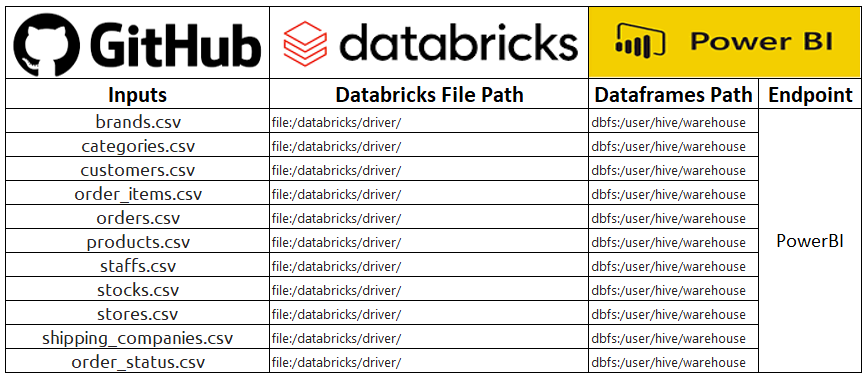 GitHub databricks Power BI
Inputs Databricks File Path Dataframes Path Endpoint
brands.csv file:/databricks/driver/ dbfs:/user/hive/warehouse
categories.csv file:/databricks/driver/ dbfs:/user/hive/warehouse
customers.csv file:/databricks/driver/ dbfs:/user/hive/warehouse
order_items.csv file:/databricks/driver/ dbfs:/user/hive/warehouse
orders.csv file:/databricks/driver/ dbfs:/user/hive/warehouse
products.csv file:/databricks/driver/ dbfs:/user/hive/warehouse PowerBI
staffs.csv file:/databricks/driver/ dbfs:/user/hive/warehouse
stocks.csv file:/databricks/driver/ dbfs:/user/hive/warehouse
stores.csv file:/databricks/driver/ dbfs:/user/hive/warehouse
shipping_companies.csv file:/databricks/driver/ dbfs:/user/hive/warehouse
order_status.csv file:/databricks/driver/ dbfs:/user/hive/warehouse